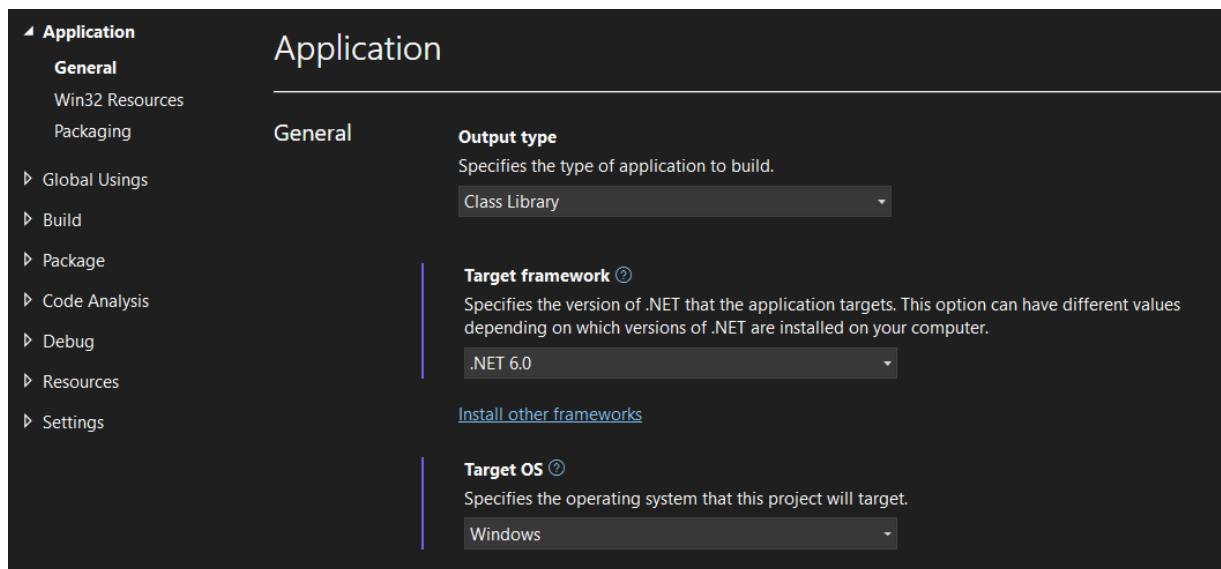 Application
General
Win32 Resources
Packaging
Global Usings
Build
Package
Code Analysis
Debug
Resources
Settings
Application
General
Output type
Specifies the type of application to build.
Class Library
Target framework
Specifies the version of .NET that the application targets. This option can have different values
depending on which versions of .NET are installed on your computer.
.NET 6.0
Install other frameworks
Target OS
Specifies the operating system that this project will target.
Windows